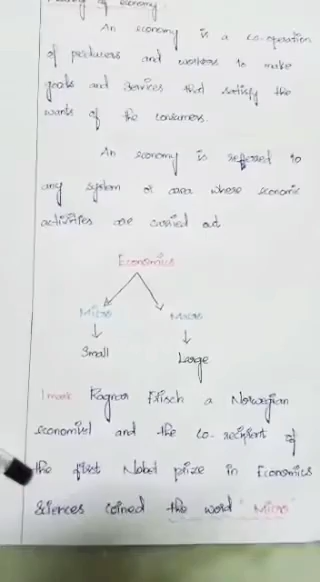 of economy:
An economy is a co-operation
of producers and workers to make
goods and services that satisfy the
wants of the consumers.
An economy is referred to
any system or area where economic
activities are carried out
Economics
Micro Macro
Small Large
1 mark Ragnar Frisch a Norwegian
economist and the co-recipient of
the first Nobel prize in Economics
Sciences coined the word "Micro"